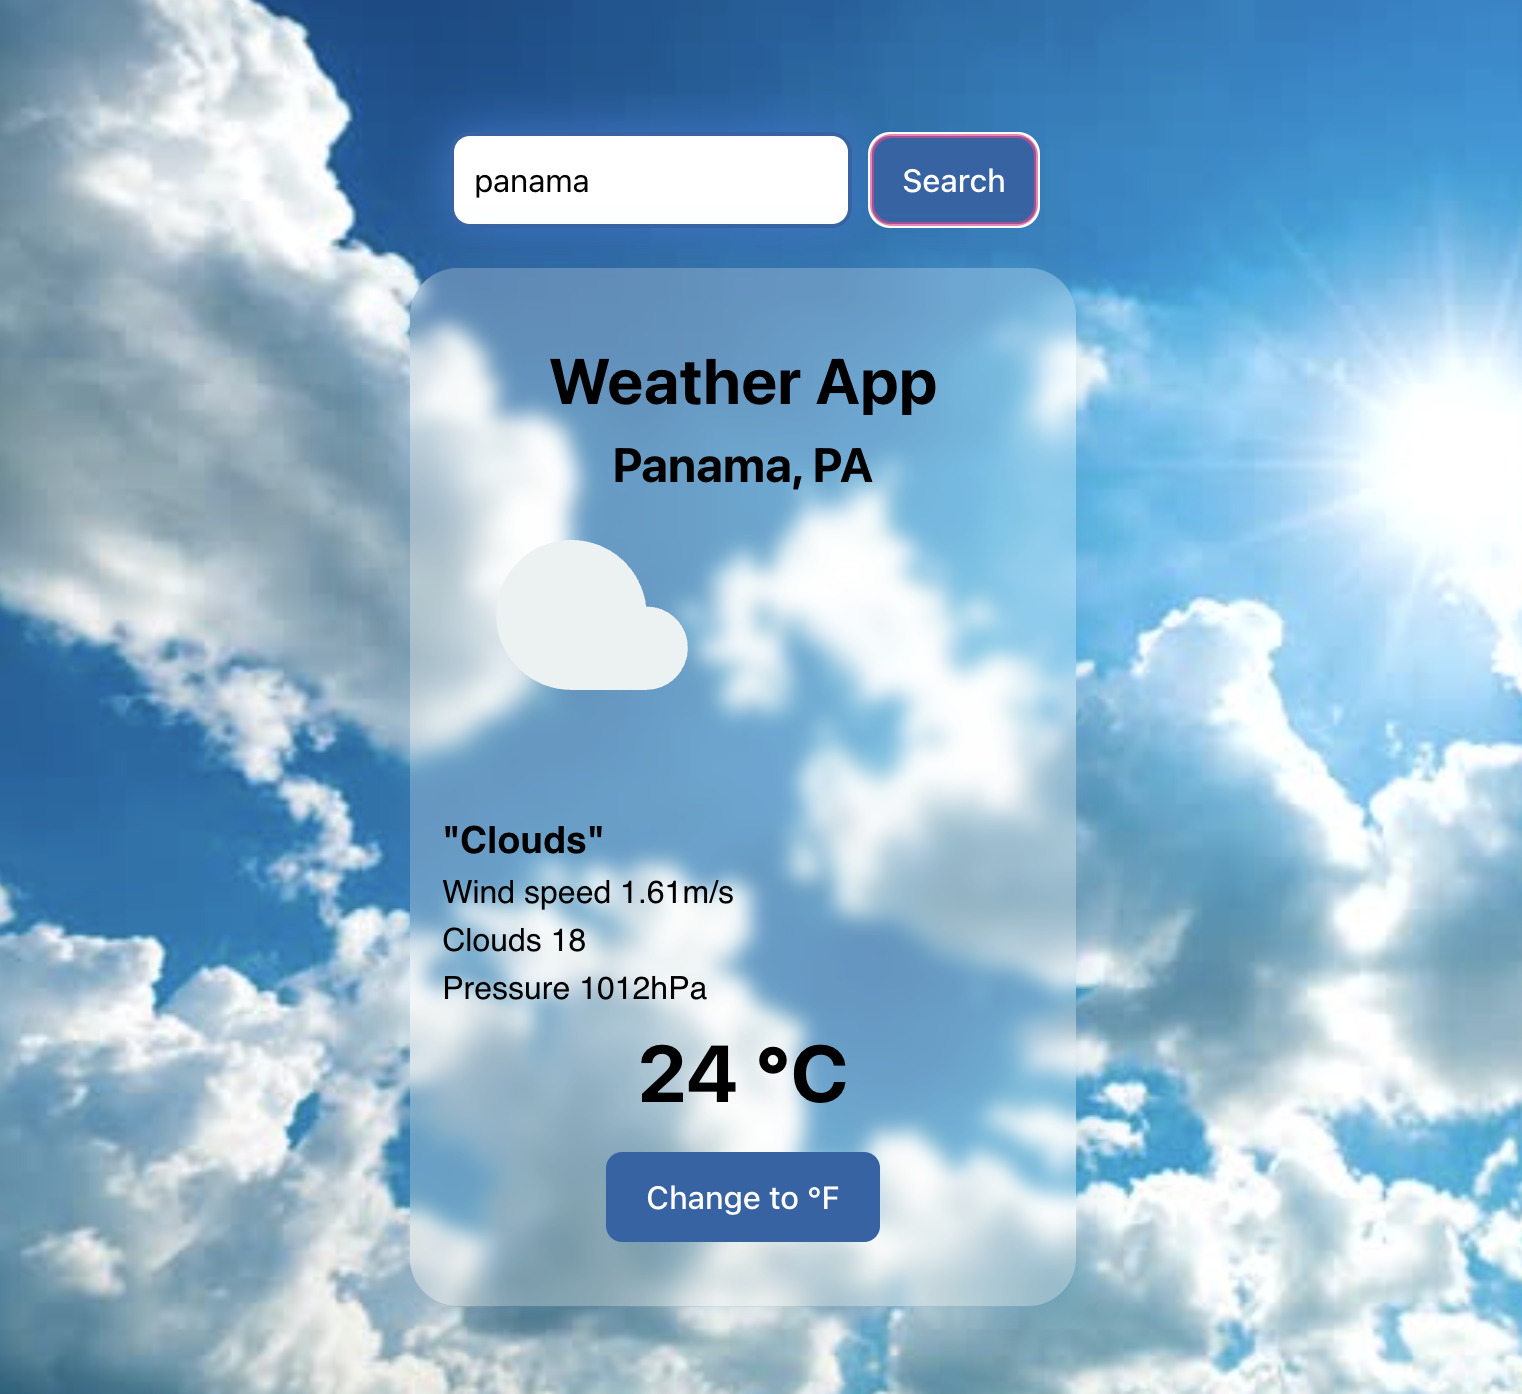 panama
Search
Weather App
Panama, PA
"Clouds"
Wind speed 1.61m/s
Clouds 18
Pressure 1012hPa
24 °C
Change to °F